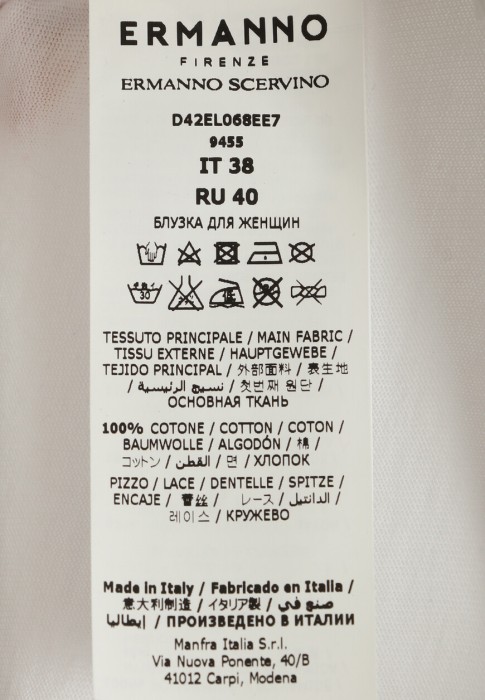 ERMANNO
FIRENZE
ERMANNO SCERVINO
D42EL068EE7
9455
IT 38
RU 40
БЛУЗКА ДЛЯ ЖЕНЩИН
30
TESSUTO PRINCIPALE / MAIN FABRIC /
TISSU EXTERNE / HAUPTGEWEBE /
TEJIDO PRINCIPAL / 外部面料 / 表生地
/ نسيج الرئيسية / 첫번째 원단 /
ОСНОВНАЯ ТКАНЬ
100% COTONE / COTTON / COTON /
BAUMWOLLE / ALGODÓN / 棉 /
コットン / القطن / 면 / ХЛОПОК
PIZZO / LACE / DENTELLE / SPITZE /
ENCAJE / 蕾丝 / レース / الدانتيل /
레이스 / КРУЖЕВО
Made in Italy / Fabricado en Italia /
意大利制造 / イタリア製 / صنع في
إيطاليا / ПРОИЗВЕДЕНО В ИТАЛИИ
Manfra Italia S.r.l.
Via Nuova Ponente, 40/B
41012 Carpi, Modena